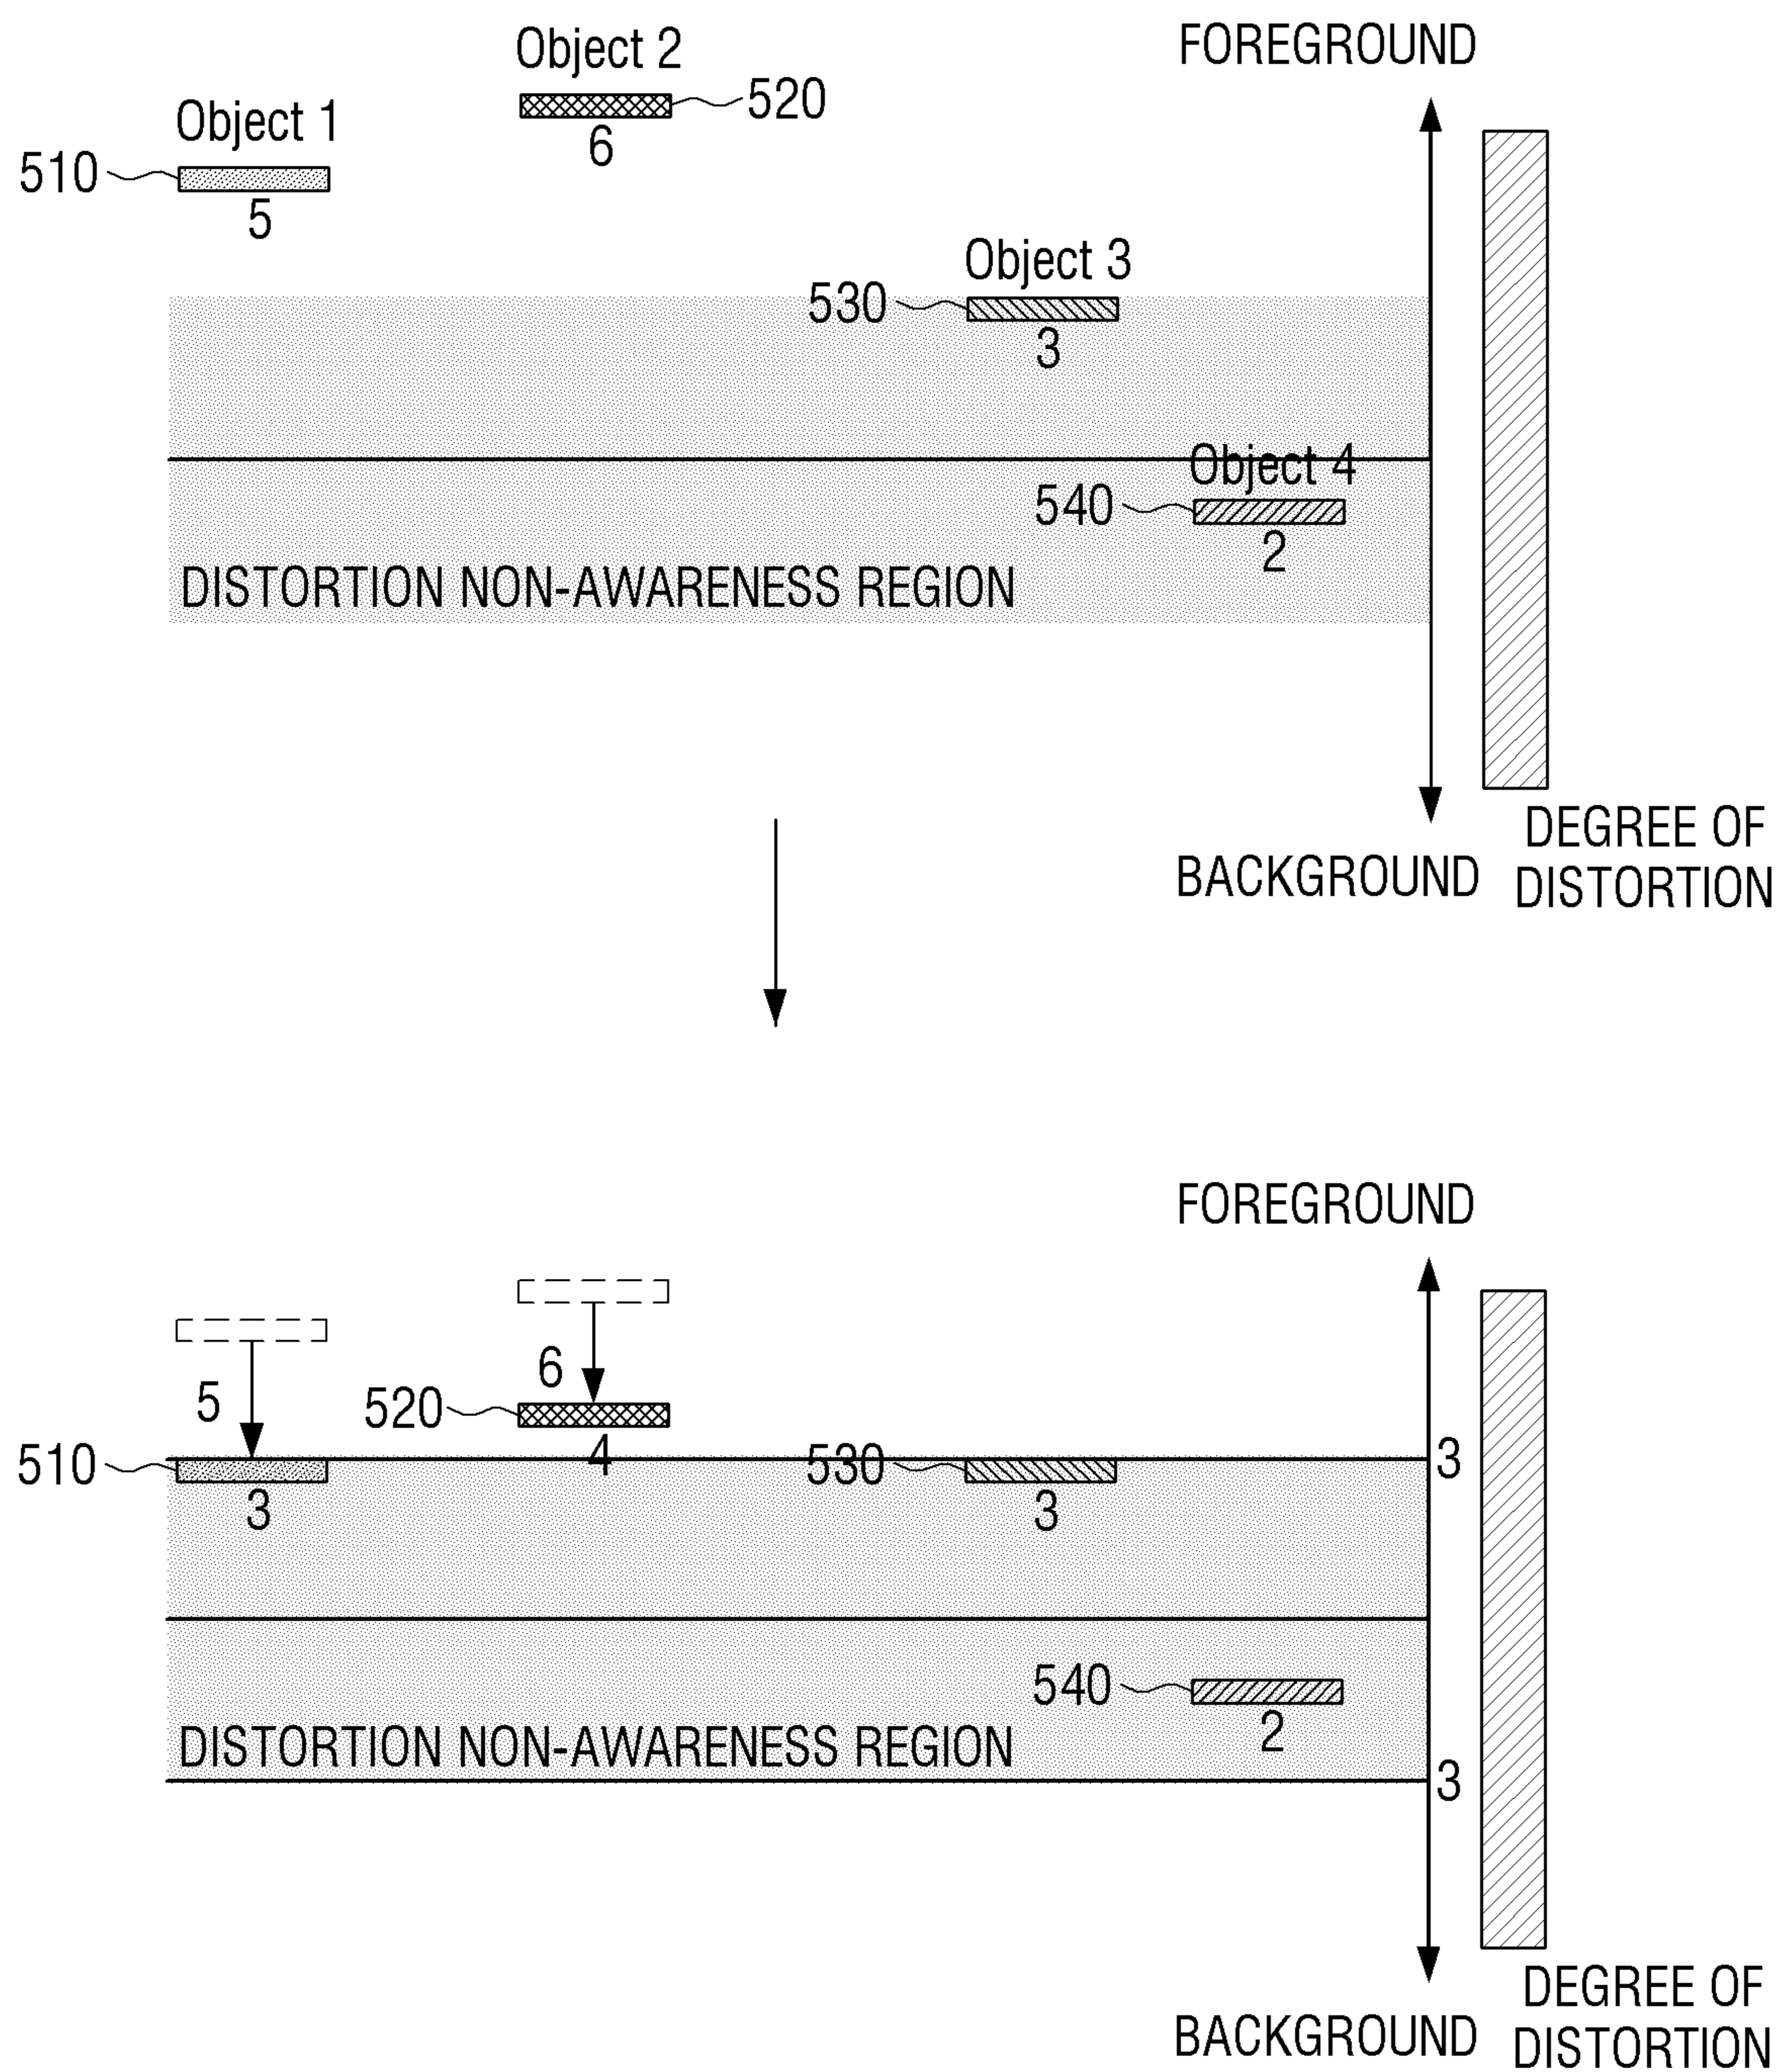 FOREGROUND
Object 2
520
6
Object 1
510
5
Object 3
530
3
Object 4
540
2
DISTORTION NON-AWARENESS REGION
BACKGROUND
DEGREE OF
DISTORTION
FOREGROUND
5
6
520
4
510
3
530
3
3
540
2
DISTORTION NON-AWARENESS REGION
3
BACKGROUND
DEGREE OF
DISTORTION